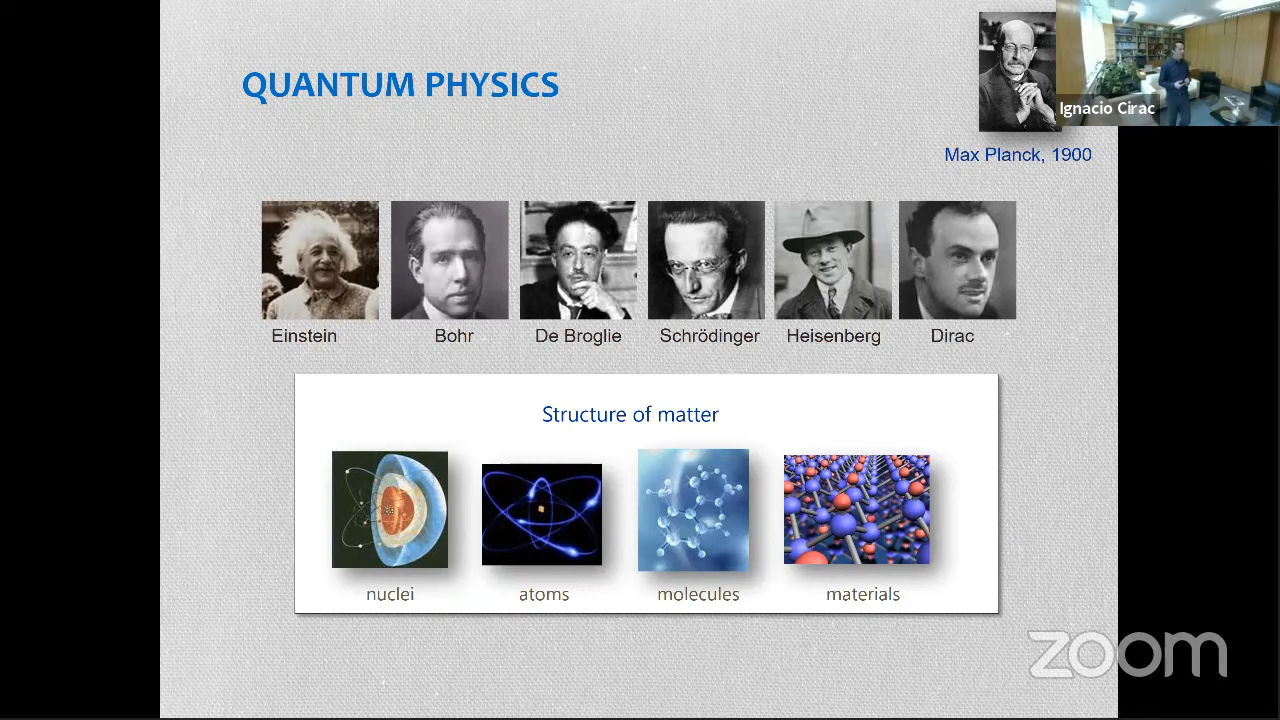 QUANTUM PHYSICS
Ignacio Cirac
Max Planck, 1900
Einstein
Bohr
De Broglie
Schrödinger
Heisenberg
Dirac
Structure of matter
nuclei
atoms
molecules
materials
zoom